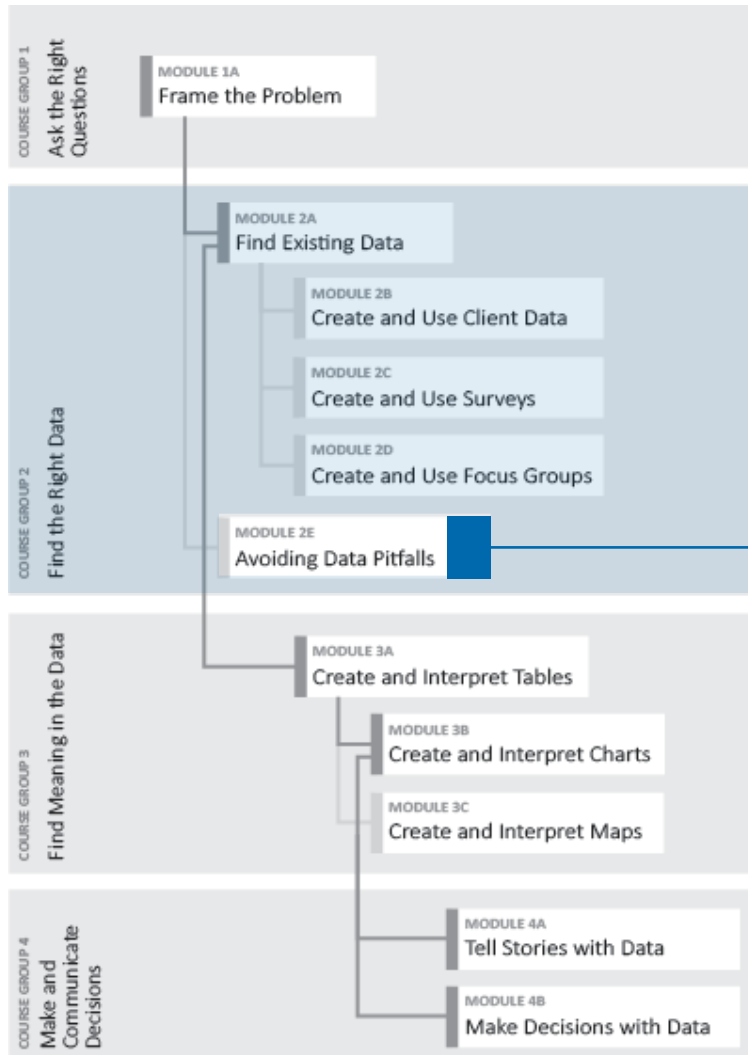 COURSE GROUP 1
Ask the Right
Questions
MODULE 1A
Frame the Problem
COURSE GROUP 2
Find the Right Data
MODULE 2A
Find Existing Data
MODULE 2B
Create and Use Client Data
MODULE 2C
Create and Use Surveys
MODULE 2D
Create and Use Focus Groups
MODULE 2E
Avoiding Data Pitfalls
COURSE GROUP 3
Find Meaning in the Data
MODULE 3A
Create and Interpret Tables
MODULE 3B
Create and Interpret Charts
MODULE 3C
Create and Interpret Maps
COURSE GROUP 4
Make and
Communicate
Decisions
MODULE 4A
Tell Stories with Data
MODULE 4B
Make Decisions with Data